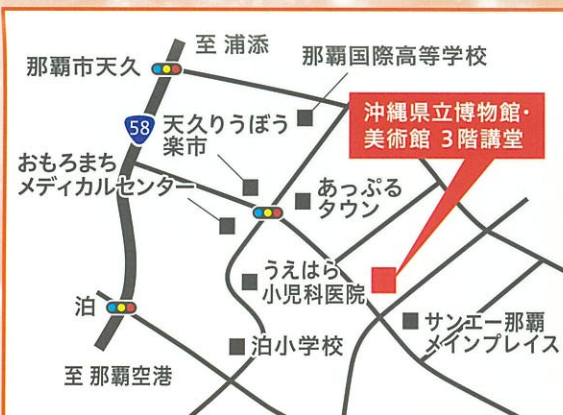 至 浦添
那覇市天久
那覇国際高等学校
沖縄県立博物館・
美術館 3階講堂
58
天久りうぼう
楽市
おもろまち
メディカルセンター
あっぷる
タウン
うえはら
小児科医院
泊
サンエー那覇
メインプレイス
泊小学校
至 那覇空港